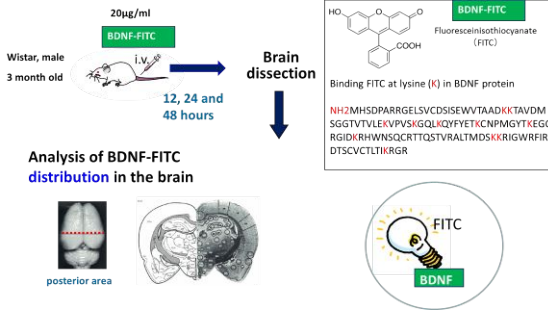 20µg/ml
BDNF-FITC
Wistar, male
3 month old
i.v.
12, 24 and
48 hours
Brain
dissection
HO
O
O
COOH
BDNF-FITC
Fluoresceinisothiocyanate
(FITC)
Binding FITC at lysine (K) in BDNF protein
NH2MHSDPARRGELSVCDSISEWVTAADKKTAVDM
SGGTVTVLEKVPVSKGQLKQYFYETKCNPMGYTKEGC
RGIDKRHWNSQCRTTQSTVRALTMDSKKRIGWRFIR
DTSCVCTLTIKRGR
Analysis of BDNF-FITC
distribution in the brain
posterior area
FITC
BDNF